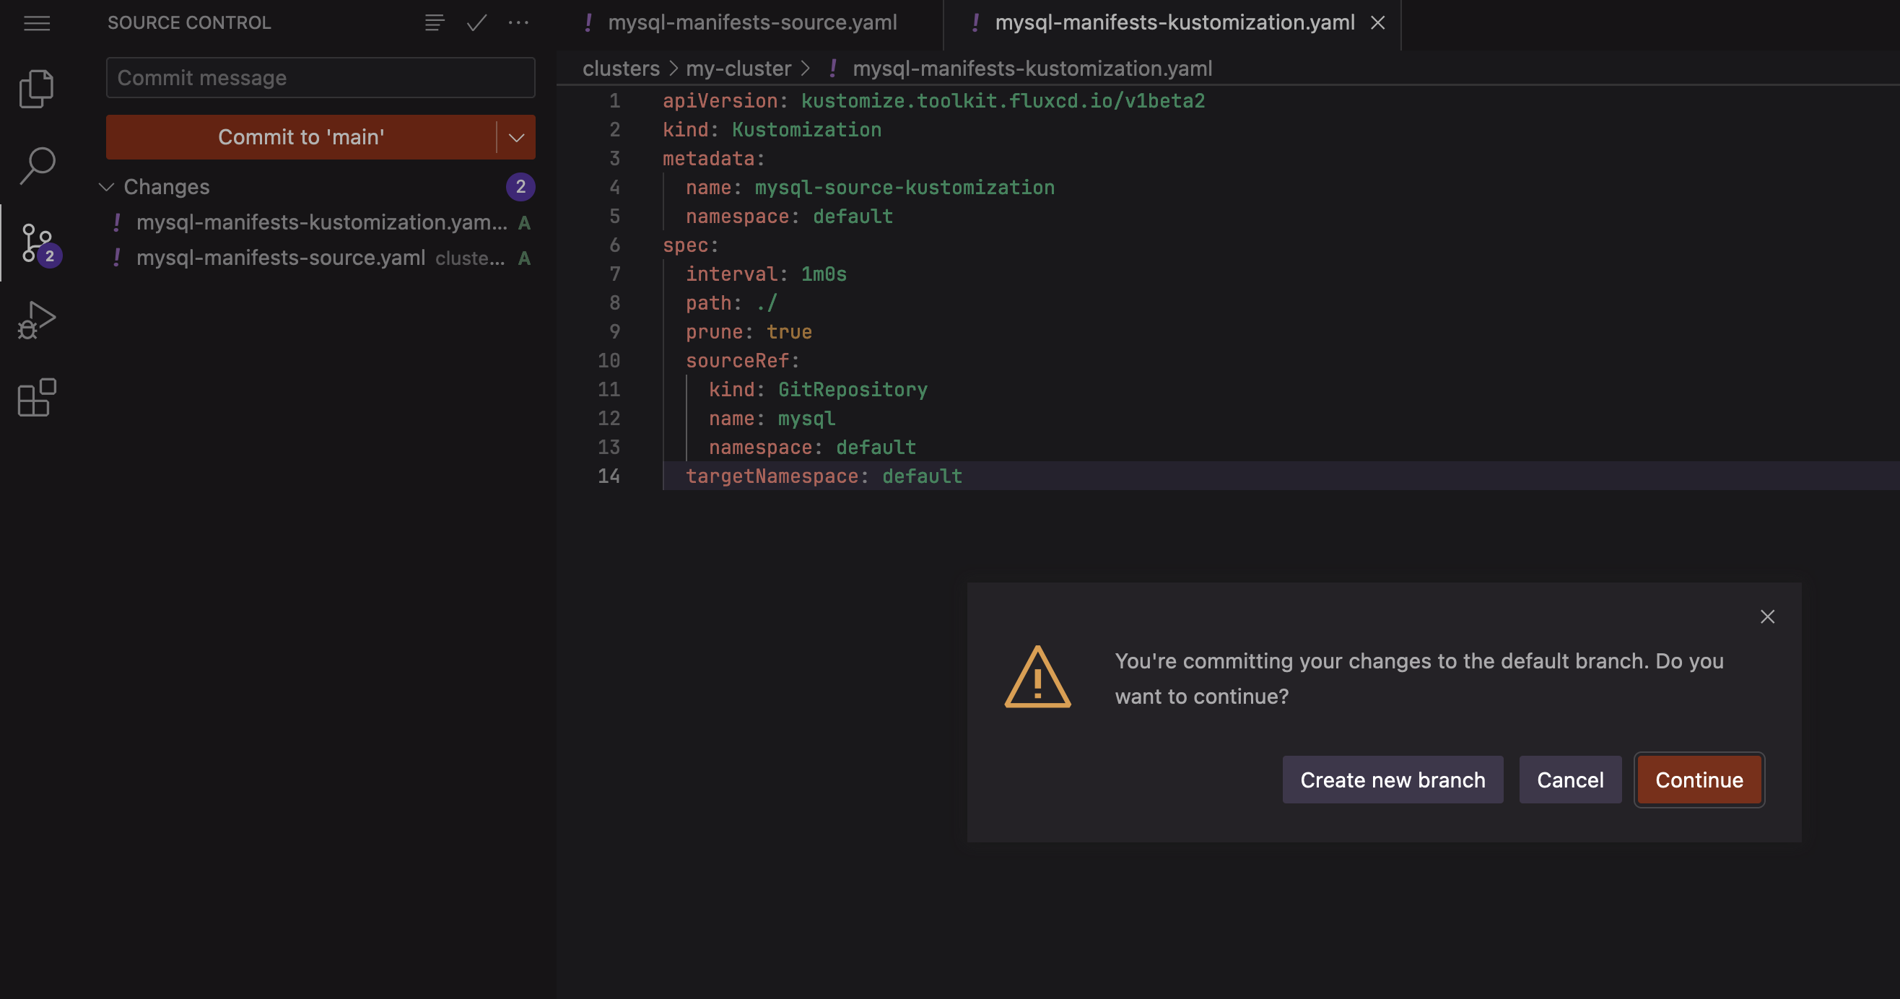 SOURCE CONTROL
Commit message
Commit to 'main'
Changes
2
! mysql-manifests-kustomization.yam... A
! mysql-manifests-source.yaml cluste... A
2
! mysql-manifests-source.yaml
! mysql-manifests-kustomization.yaml
clusters > my-cluster > ! mysql-manifests-kustomization.yaml
1 apiVersion: kustomize.toolkit.fluxcd.io/v1beta2
2 kind: Kustomization
3 metadata:
4 name: mysql-source-kustomization
5 namespace: default
6 spec:
7 interval: 1m0s
8 path: ./
9 prune: true
10 sourceRef:
11 kind: GitRepository
12 name: mysql
13 namespace: default
14 targetNamespace: default
You're committing your changes to the default branch. Do you
want to continue?
Create new branch
Cancel
Continue